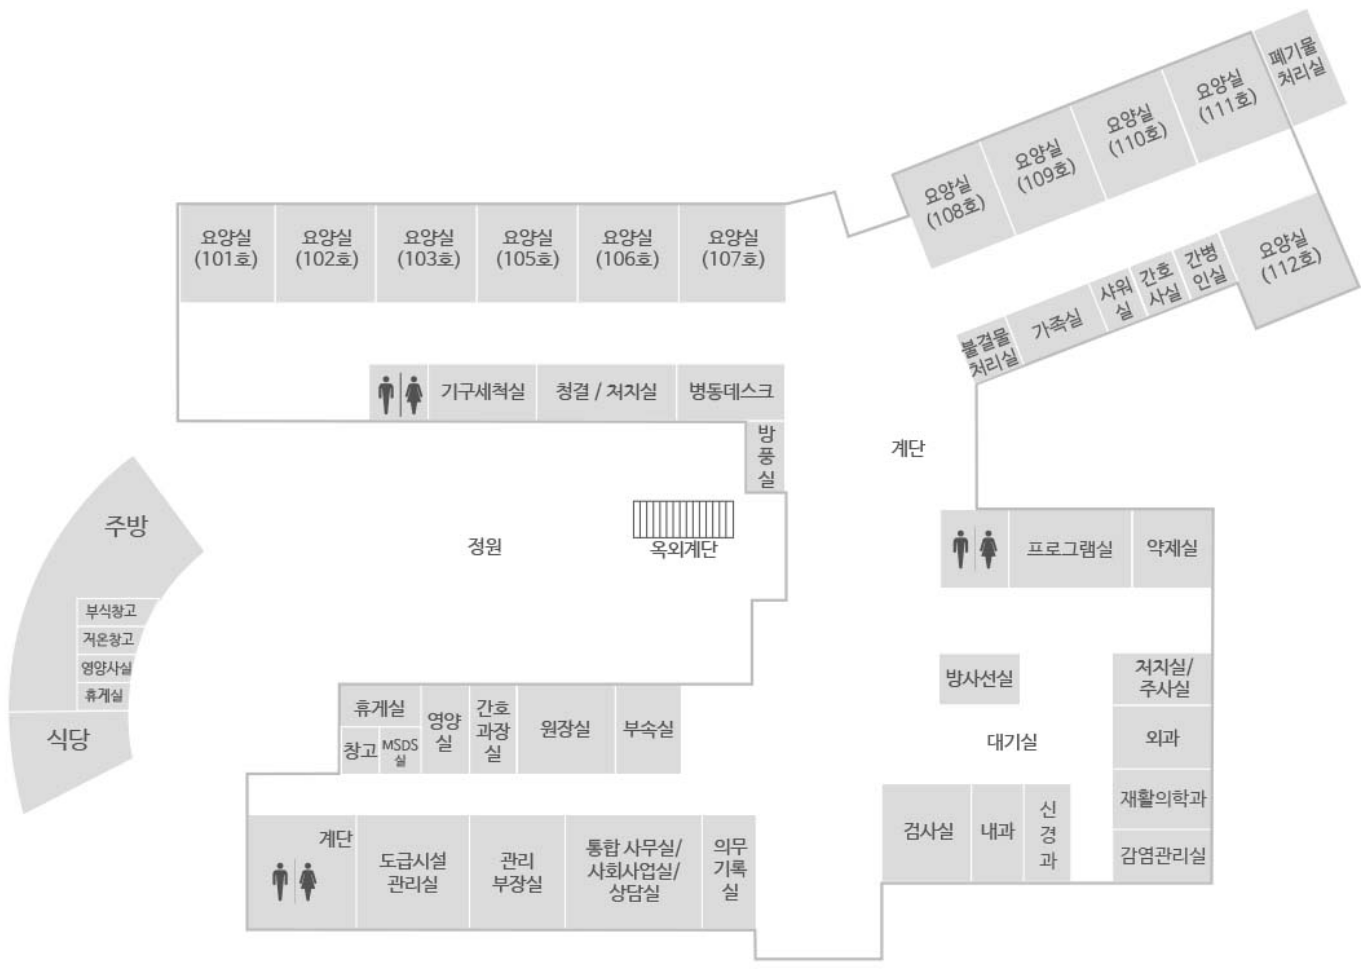 폐기물
처리실
요양실
(111호)
요양실
(110호)
요양실
(109호)
요양실
(108호)
요양실
(101호)
요양실
(102호)
요양실
(103호)
요양실
(105호)
요양실
(106호)
요양실
(107호)
요양실
(112호)
간병
인실
간호
사실
샤워
실
가족실
불결물
처리실
기구세척실
청결 / 처치실
병동데스크
방
풍
실
계단
주방
정원
옥외계단
프로그램실
약제실
부식창고
저온창고
영양사실
휴게실
식당
방사선실
처치실/
주사실
대기실
외과
재활의학과
감염관리실
휴게실
창고
MSDS
실
영양
실
간호
과장
실
원장실
부속실
검사실
내과
신
경
과
계단
도급시설
관리실
관리
부장실
통합 사무실/
사회사업실/
상담실
의무
기록
실